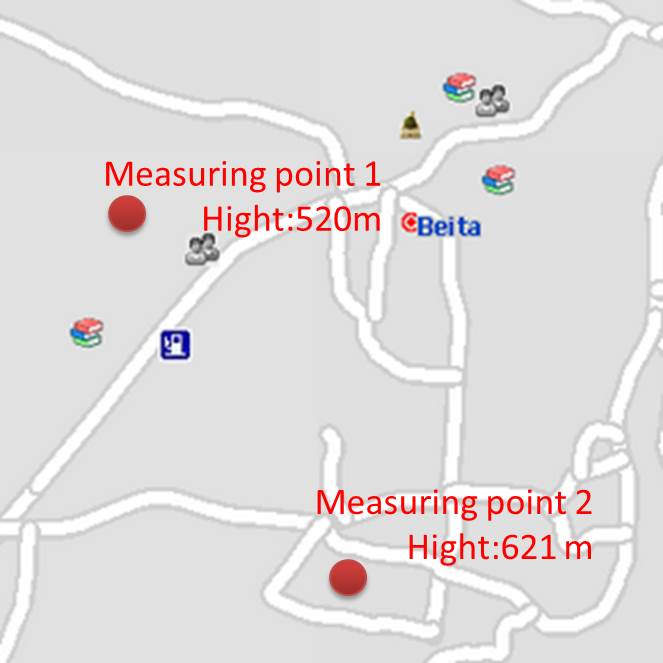 Measuring point 1
Hight:520m
Beita
Measuring point 2
Hight:621 m